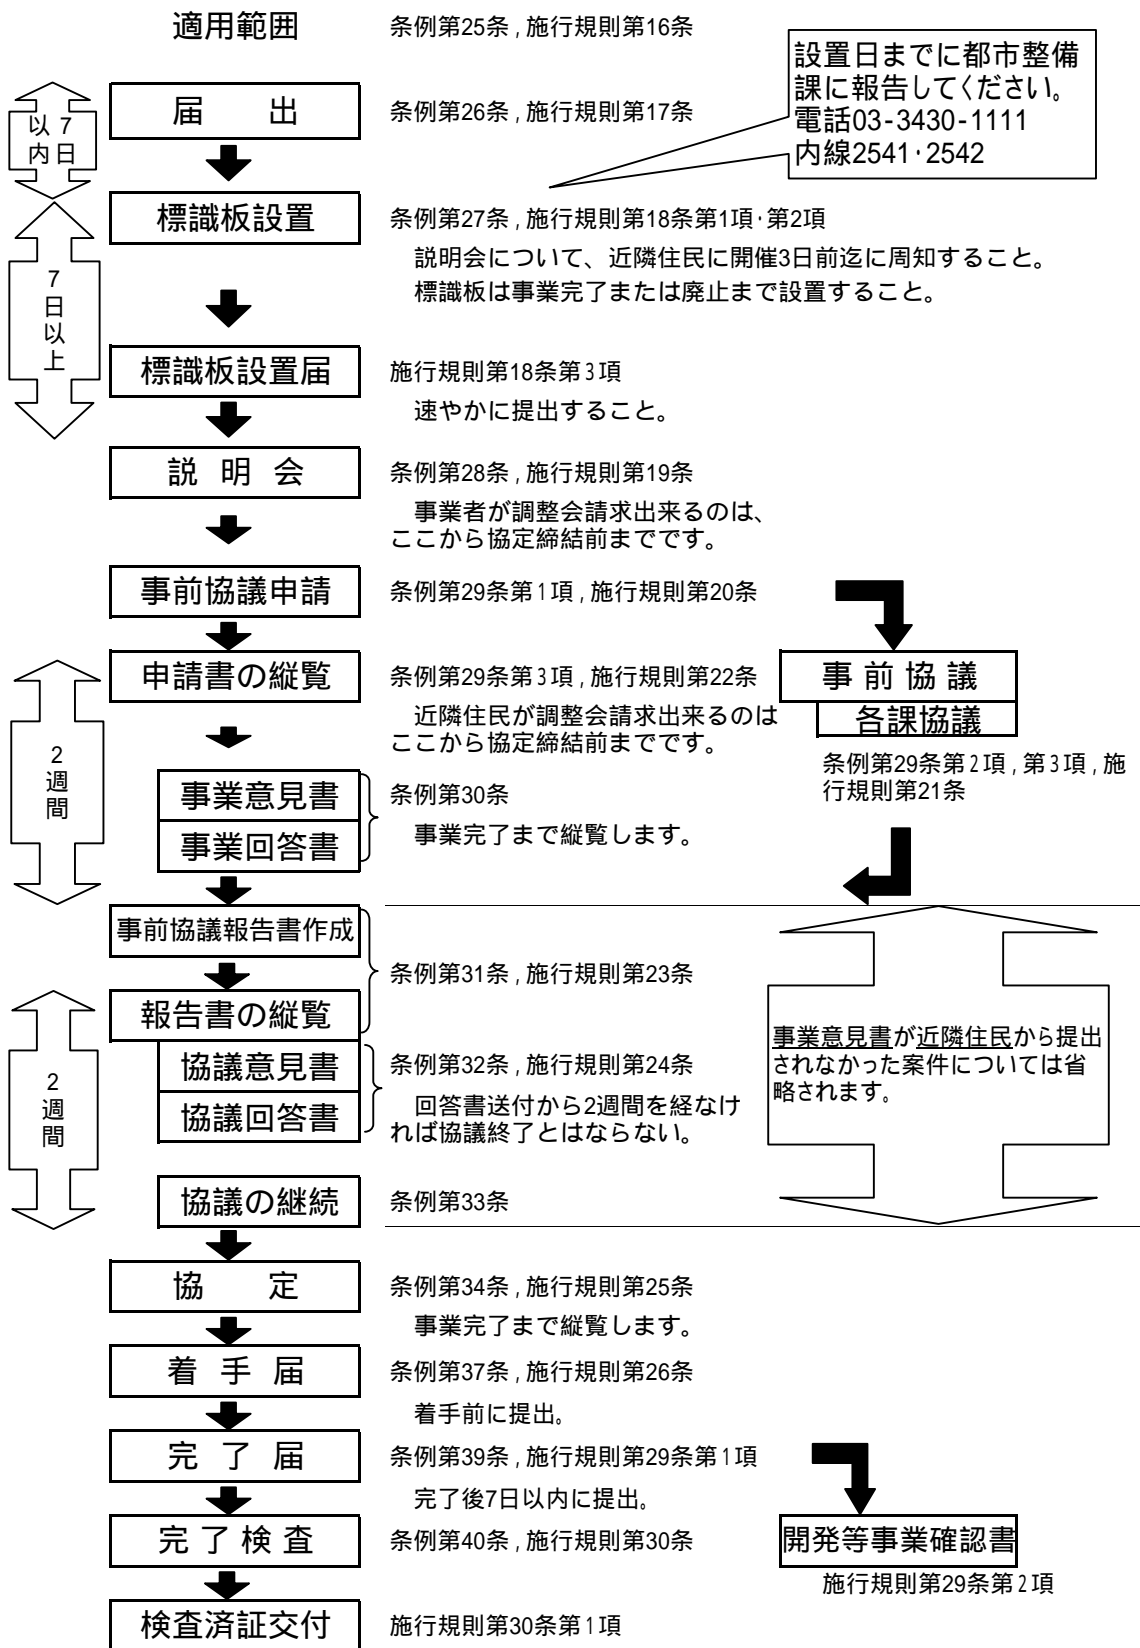 適用範囲
条例第25条，施行規則第16条
設置日までに都市整備
課に報告してください。
電話03-3430-1111
内線2541・2542
7日
以内
届　　出
条例第26条，施行規則第17条
標識板設置
条例第27条，施行規則第18条第1項・第2項
説明会について、近隣住民に開催3日前迄に周知すること。
標識板は事業完了または廃止まで設置すること。
7日以上
標識板設置届
施行規則第18条第3項
速やかに提出すること。
説 明 会
条例第28条，施行規則第19条
事業者が調整会請求出来るのは、
ここから協定締結前までです。
事前協議申請
条例第29条第1項，施行規則第20条
申請書の縦覧
条例第29条第3項，施行規則第22条
近隣住民が調整会請求出来るのは
ここから協定締結前までです。
事 前 協 議
各課協議
条例第29条第2項，第3項，施
行規則第21条
2週間
事業意見書
事業回答書
条例第30条
事業完了まで縦覧します。
事前協議報告書作成
条例第31条，施行規則第23条
報告書の縦覧
2週間
協議意見書
協議回答書
条例第32条，施行規則第24条
回答書送付から2週間を経なけ
れば協議終了とはならない。
事業意見書が近隣住民から提出
されなかった案件については省
略されます。
協議の継続
条例第33条
協　　定
条例第34条，施行規則第25条
事業完了まで縦覧します。
着 手 届
条例第37条，施行規則第26条
着手前に提出。
完 了 届
条例第39条，施行規則第29条第1項
完了後7日以内に提出。
完 了 検 査
条例第40条，施行規則第30条
開発等事業確認書
施行規則第29条第2項
検査済証交付
施行規則第30条第1項